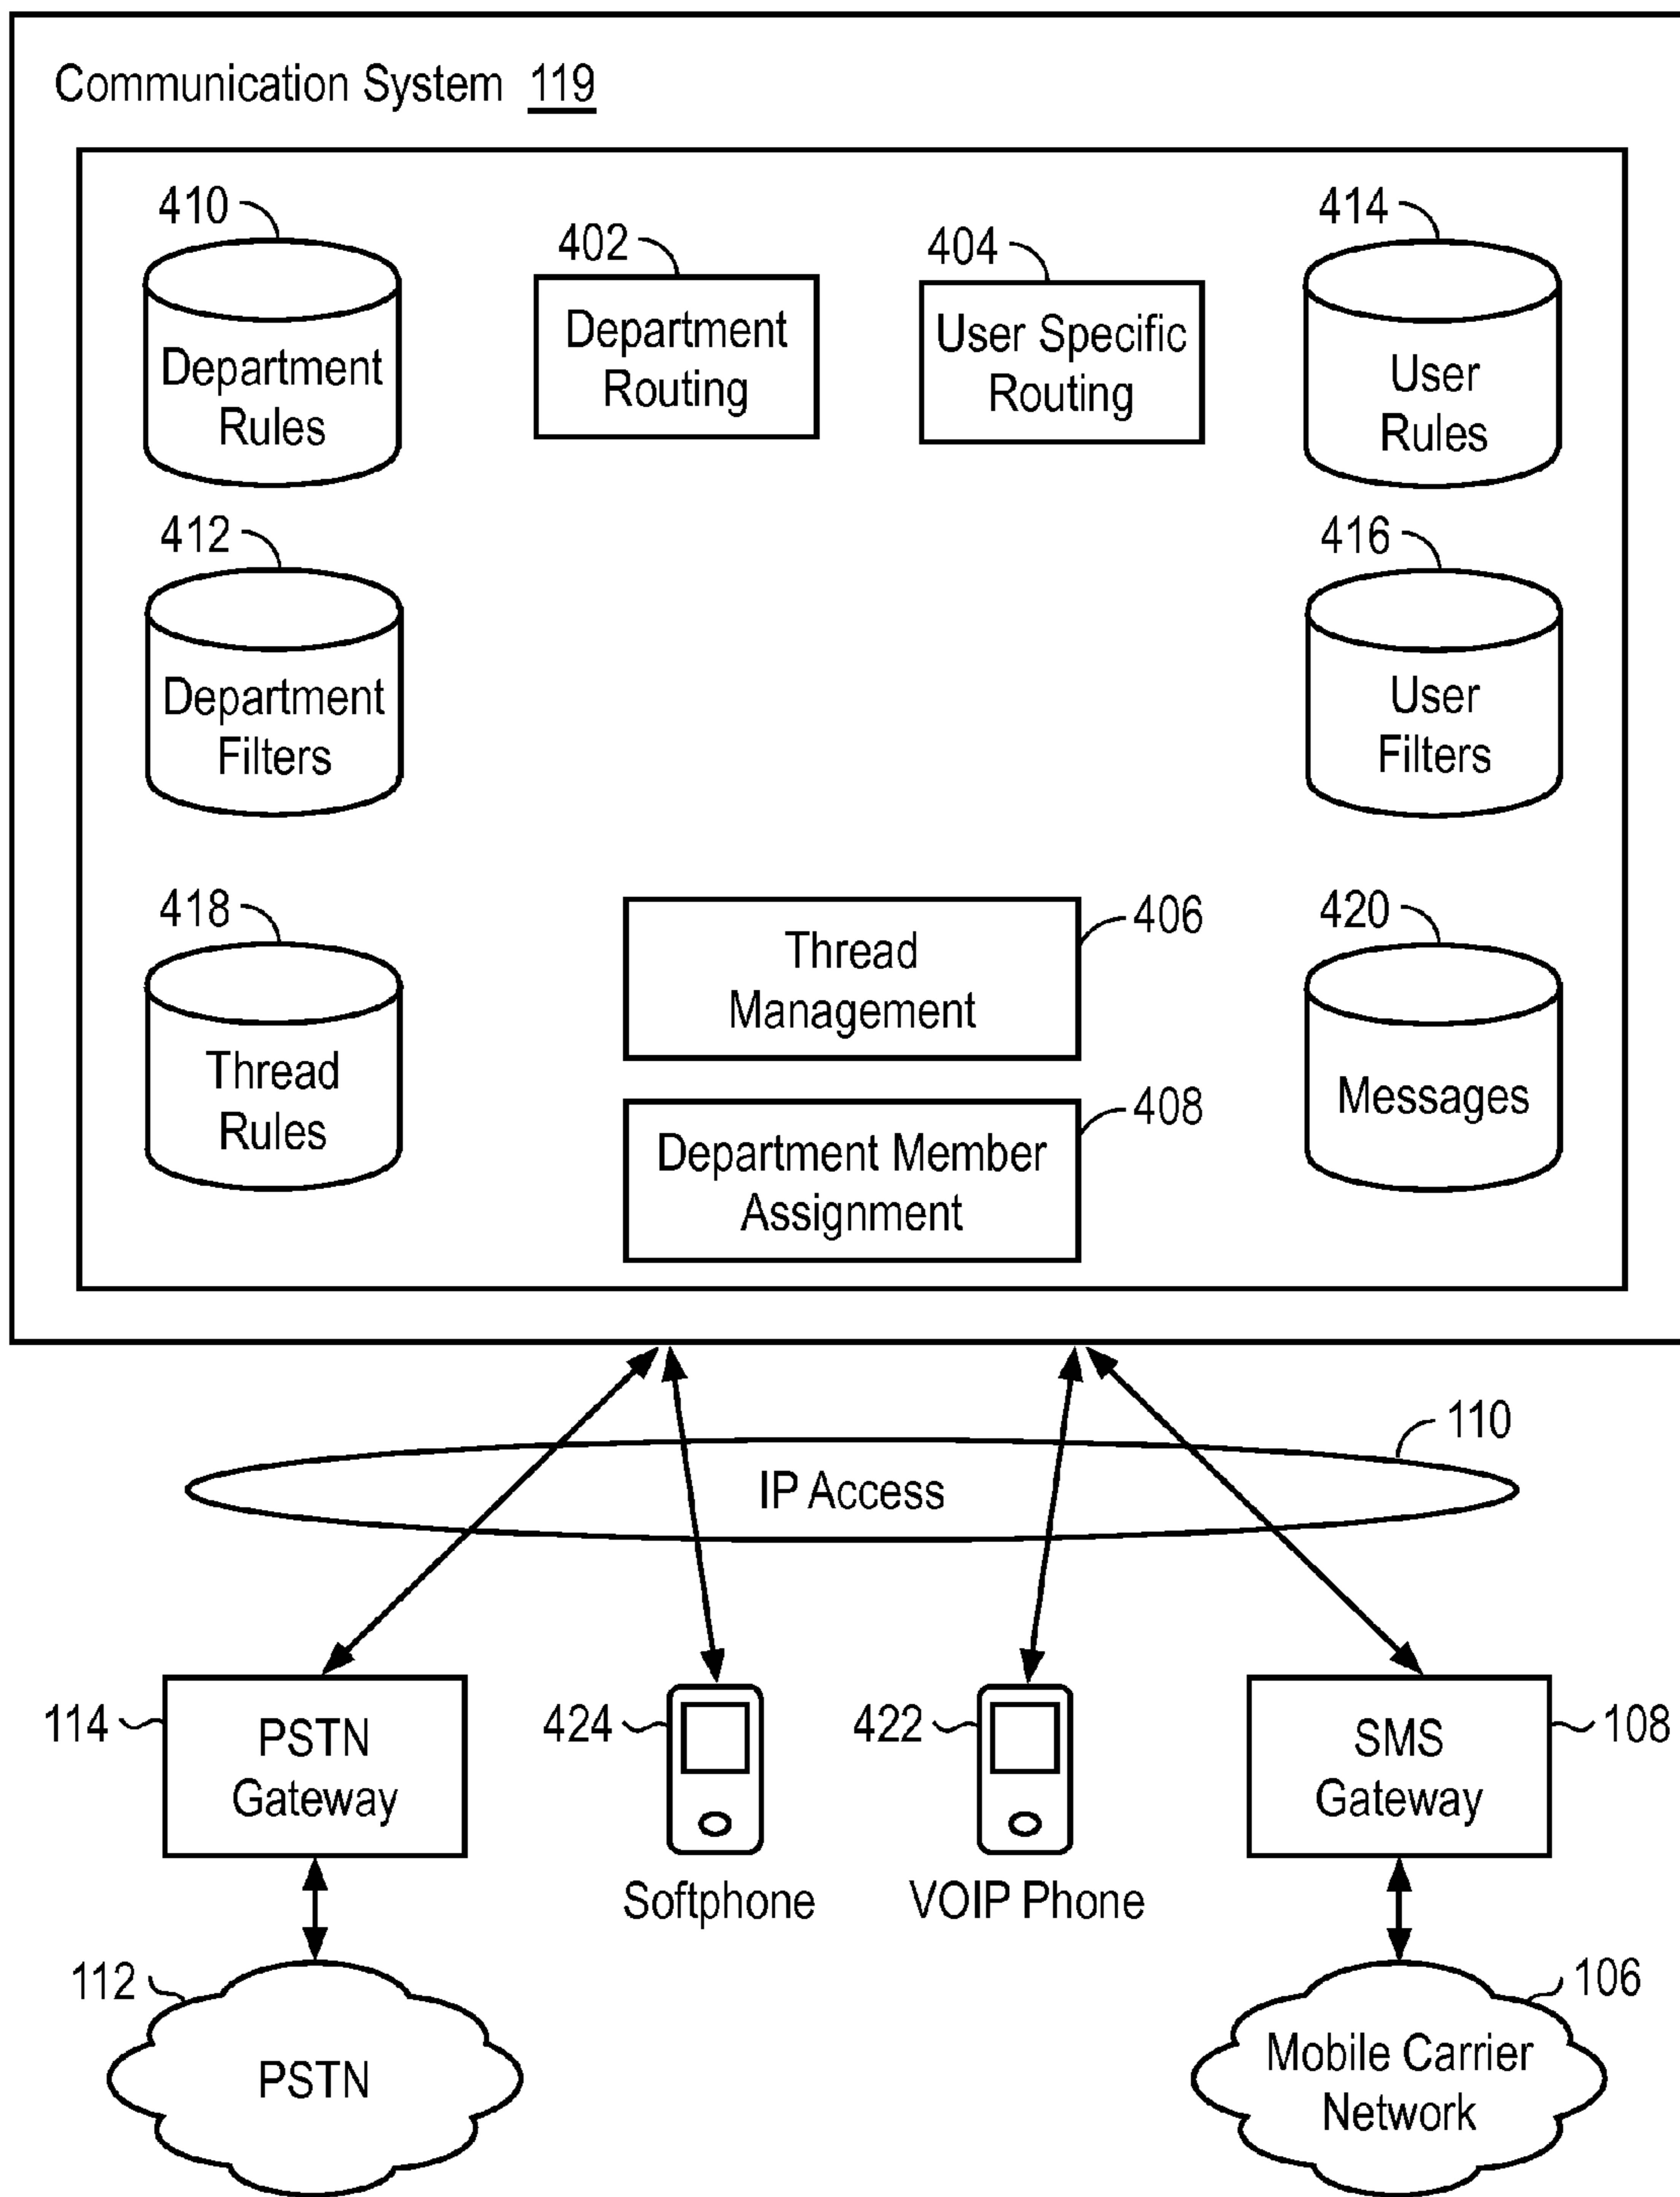 Communication System 119
410
402
404
414
Department
Rules
Department
Routing
User Specific
Routing
User
Rules
412
416
Department
Filters
User
Filters
418
406
420
Thread
Management
Thread
Rules
Messages
408
Department Member
Assignment
110
IP Access
114
PSTN
Gateway
424
422
SMS
Gateway
108
Softphone
VOIP Phone
112
PSTN
106
Mobile Carrier
Network